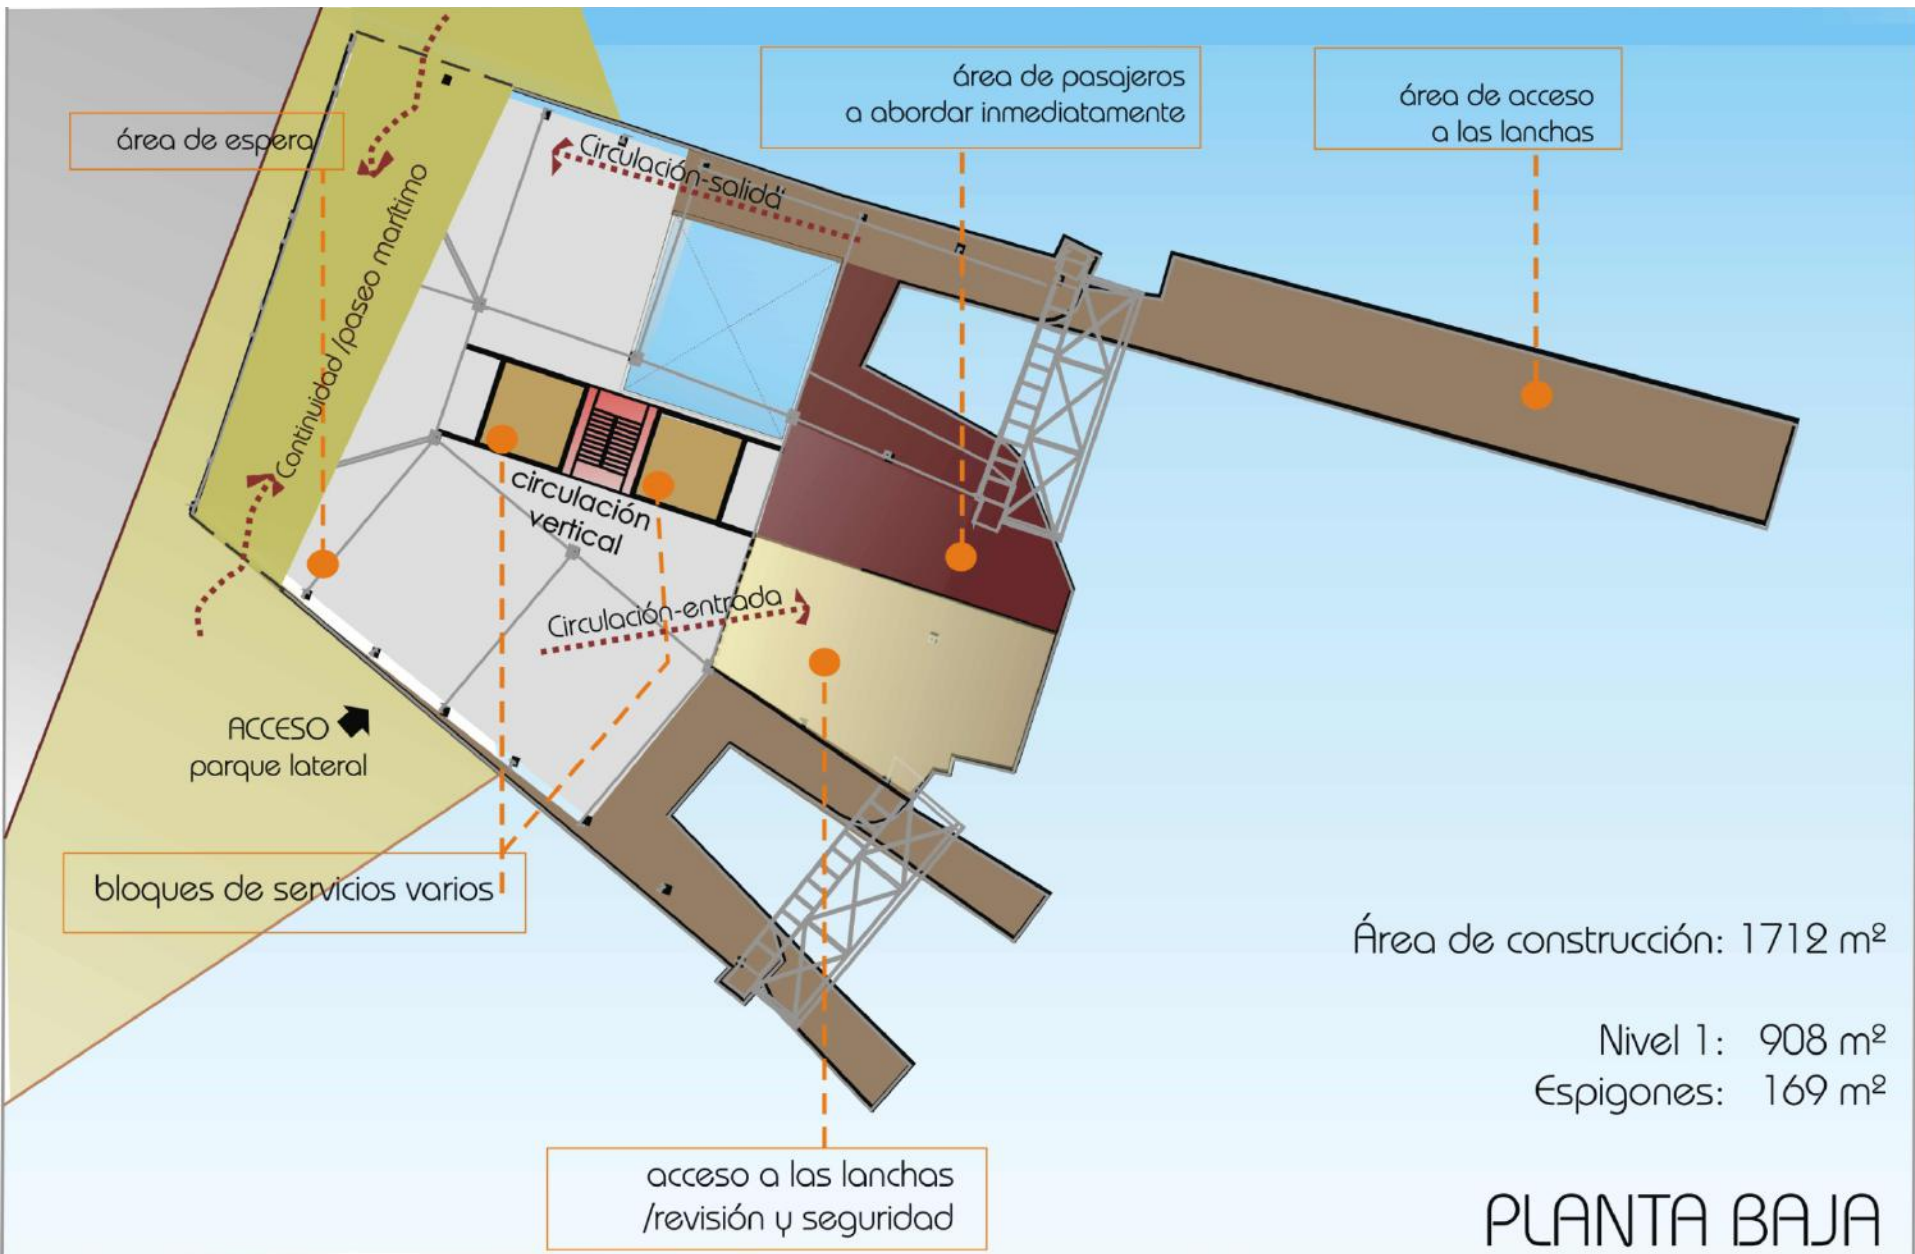 área de espera
área de pasajeros
a abordar inmediatamente
área de acceso
a las lanchas
Circulación-salida
Continuidad /paseo marítimo
circulación
vertical
Circulación-entrada
ACCESO
parque lateral
bloques de servicios varios
Área de construcción: 1712 m²
Nivel 1: 908 m²
Espigones: 169 m²
acceso a las lanchas
/revisión y seguridad
PLANTA BAJA